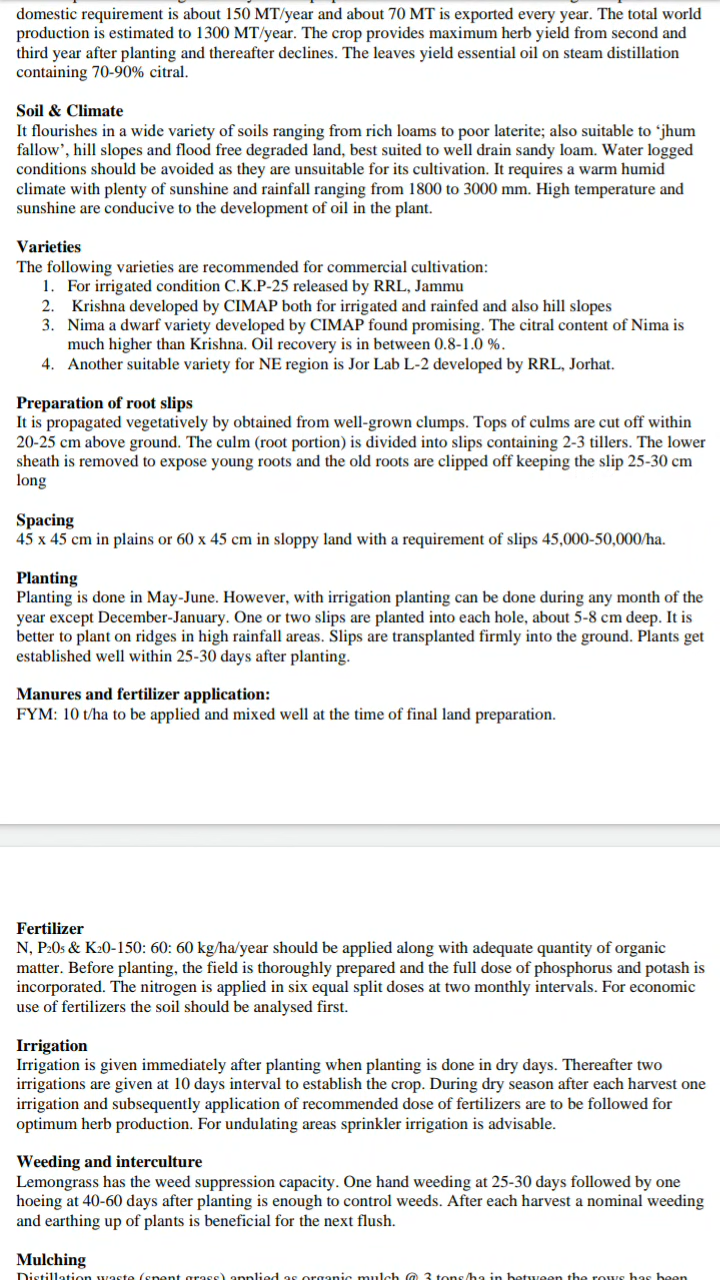 domestic requirement is about 150 MT/year and about 70 MT is exported every year. The total world
production is estimated to 1300 MT/year. The crop provides maximum herb yield from second and
third year after planting and thereafter declines. The leaves yield essential oil on steam distillation
containing 70-90% citral.
Soil & Climate
It flourishes in a wide variety of soils ranging from rich loams to poor laterite; also suitable to ‘jhum
fallow’, hill slopes and flood free degraded land, best suited to well drain sandy loam. Water logged
conditions should be avoided as they are unsuitable for its cultivation. It requires a warm humid
climate with plenty of sunshine and rainfall ranging from 1800 to 3000 mm. High temperature and
sunshine are conducive to the development of oil in the plant.
Varieties
The following varieties are recommended for commercial cultivation:
1. For irrigated condition C.K.P-25 released by RRL, Jammu
2. Krishna developed by CIMAP both for irrigated and rainfed and also hill slopes
3. Nima a dwarf variety developed by CIMAP found promising. The citral content of Nima is
much higher than Krishna. Oil recovery is in between 0.8-1.0 %.
4. Another suitable variety for NE region is Jor Lab L-2 developed by RRL, Jorhat.
Preparation of root slips
It is propagated vegetatively by obtained from well-grown clumps. Tops of culms are cut off within
20-25 cm above ground. The culm (root portion) is divided into slips containing 2-3 tillers. The lower
sheath is removed to expose young roots and the old roots are clipped off keeping the slip 25-30 cm
long
Spacing
45 x 45 cm in plains or 60 x 45 cm in sloppy land with a requirement of slips 45,000-50,000/ha.
Planting
Planting is done in May-June. However, with irrigation planting can be done during any month of the
year except December-January. One or two slips are planted into each hole, about 5-8 cm deep. It is
better to plant on ridges in high rainfall areas. Slips are transplanted firmly into the ground. Plants get
established well within 25-30 days after planting.
Manures and fertilizer application:
FYM: 10 t/ha to be applied and mixed well at the time of final land preparation.
Fertilizer
N, P₂0₅ & K₂0-150: 60: 60 kg/ha/year should be applied along with adequate quantity of organic
matter. Before planting, the field is thoroughly prepared and the full dose of phosphorus and potash is
incorporated. The nitrogen is applied in six equal split doses at two monthly intervals. For economic
use of fertilizers the soil should be analysed first.
Irrigation
Irrigation is given immediately after planting when planting is done in dry days. Thereafter two
irrigations are given at 10 days interval to establish the crop. During dry season after each harvest one
irrigation and subsequently application of recommended dose of fertilizers are to be followed for
optimum herb production. For undulating areas sprinkler irrigation is advisable.
Weeding and interculture
Lemongrass has the weed suppression capacity. One hand weeding at 25-30 days followed by one
hoeing at 40-60 days after planting is enough to control weeds. After each harvest a nominal weeding
and earthing up of plants is beneficial for the next flush.
Mulching
Distillation waste (spent grass) applied as organic mulch @ 3 tons/ha in between the rows has been